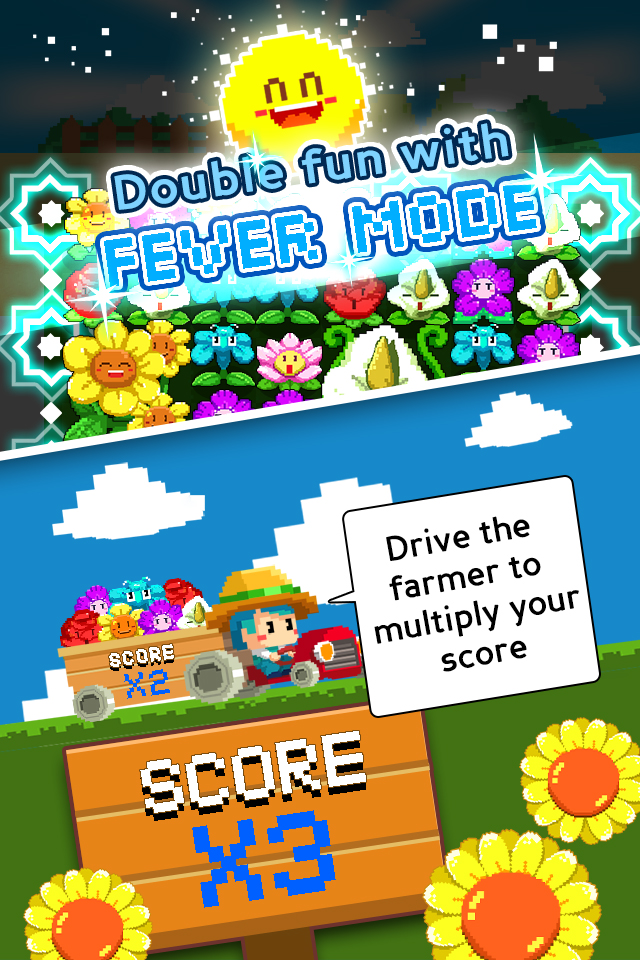 Double fun with
FEVER MODE
Drive the
farmer to
multiply your
score
SCORE
X2
SCORE
X3